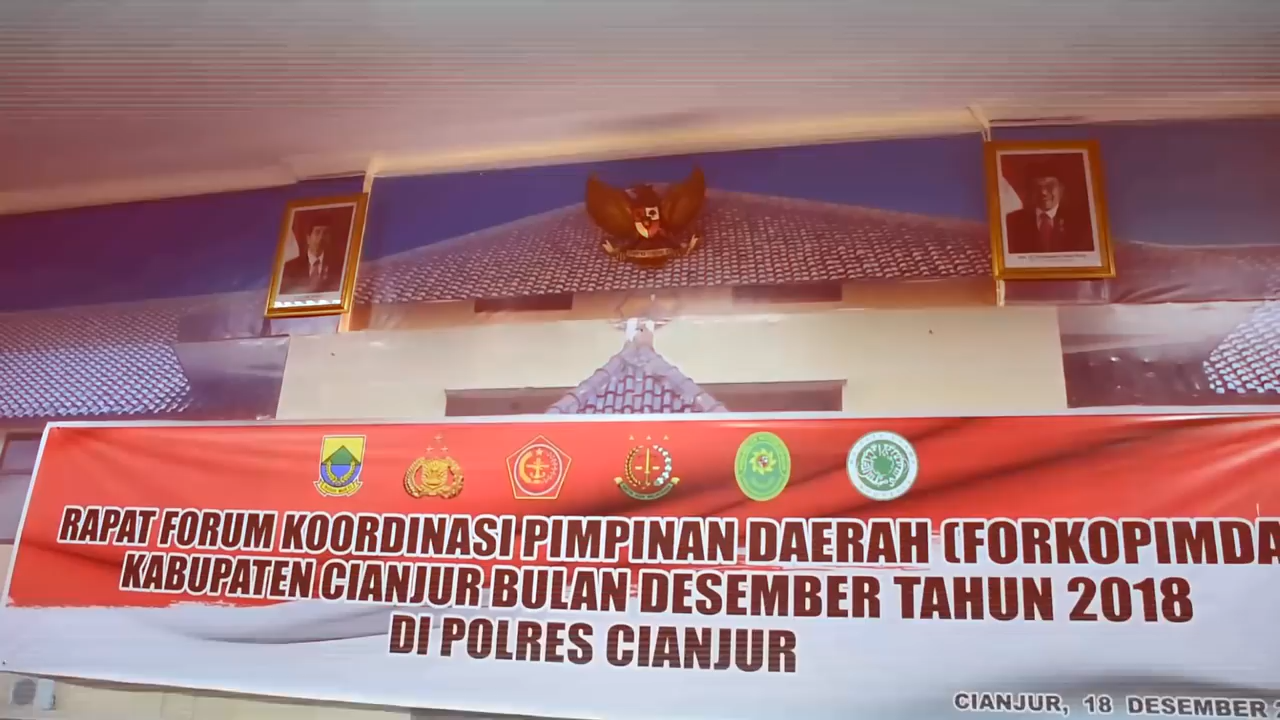 RAPAT FORUM KOORDINASI PIMPINAN DAERAH (FORKOPIMDA
KABUPATEN CIANJUR BULAN DESEMBER TAHUN 2018
DI POLRES CIANJUR
CIANJUR, 18 DESEMBER